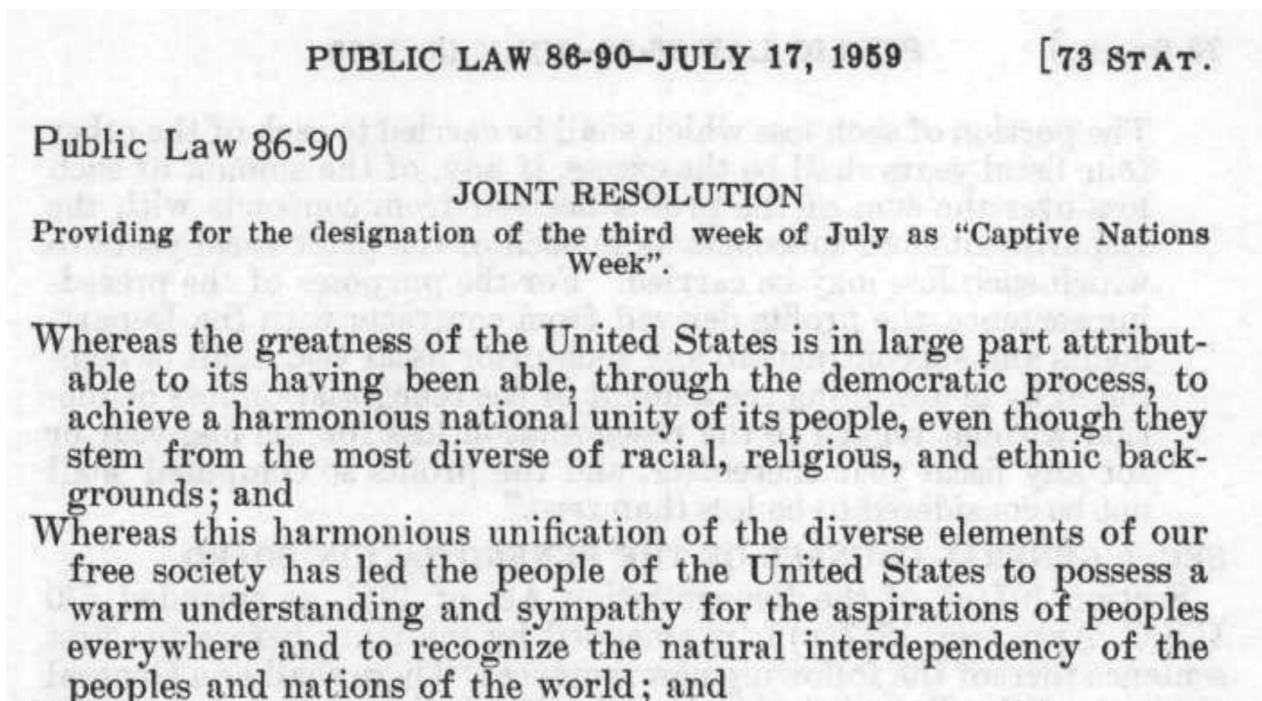 PUBLIC LAW 86-90—JULY 17, 1959 [73 STAT.
Public Law 86-90
JOINT RESOLUTION
Providing for the designation of the third week of July as “Captive Nations
Week”.
Whereas the greatness of the United States is in large part attribut-
able to its having been able, through the democratic process, to
achieve a harmonious national unity of its people, even though they
stem from the most diverse of racial, religious, and ethnic back-
grounds; and
Whereas this harmonious unification of the diverse elements of our
free society has led the people of the United States to possess a
warm understanding and sympathy for the aspirations of peoples
everywhere and to recognize the natural interdependency of the
peoples and nations of the world; and